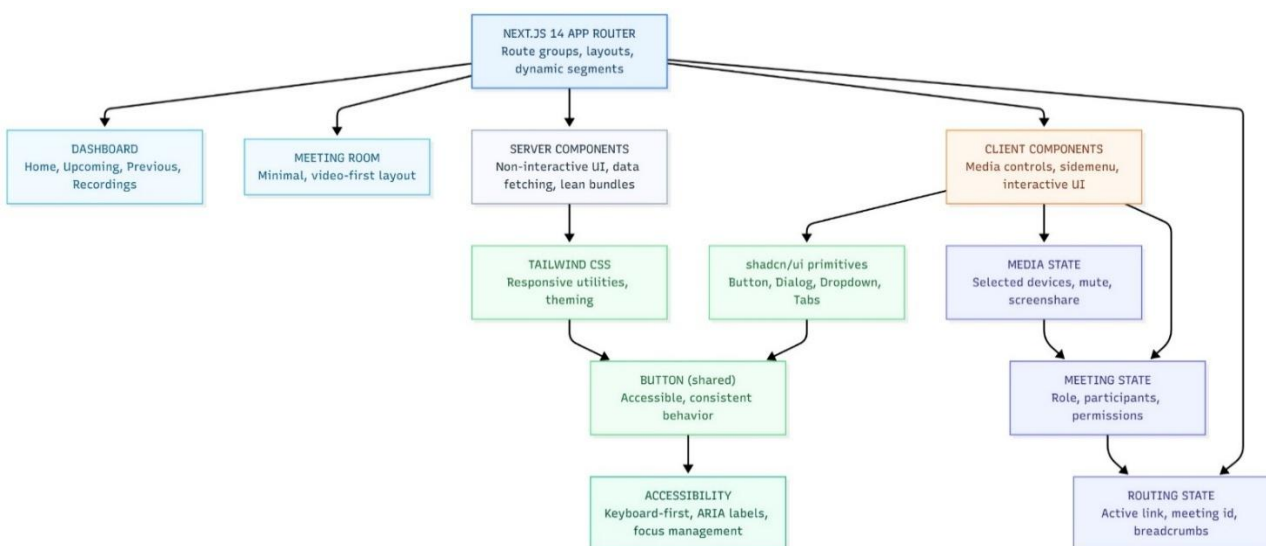 NEXT.JS 14 APP ROUTER
Route groups, layouts,
dynamic segments
DASHBOARD
Home, Upcoming, Previous,
Recordings
MEETING ROOM
Minimal, video-first layout
SERVER COMPONENTS
Non-interactive UI, data
fetching, lean bundles
CLIENT COMPONENTS
Media controls, sidemenu,
interactive UI
TAILWIND CSS
Responsive utilities,
theming
shadcn/ui primitives
Button, Dialog, Dropdown,
Tabs
MEDIA STATE
Selected devices, mute,
screenshare
BUTTON (shared)
Accessible, consistent
behavior
MEETING STATE
Role, participants,
permissions
ACCESSIBILITY
Keyboard-first, ARIA labels,
focus management
ROUTING STATE
Active link, meeting id,
breadcrumbs